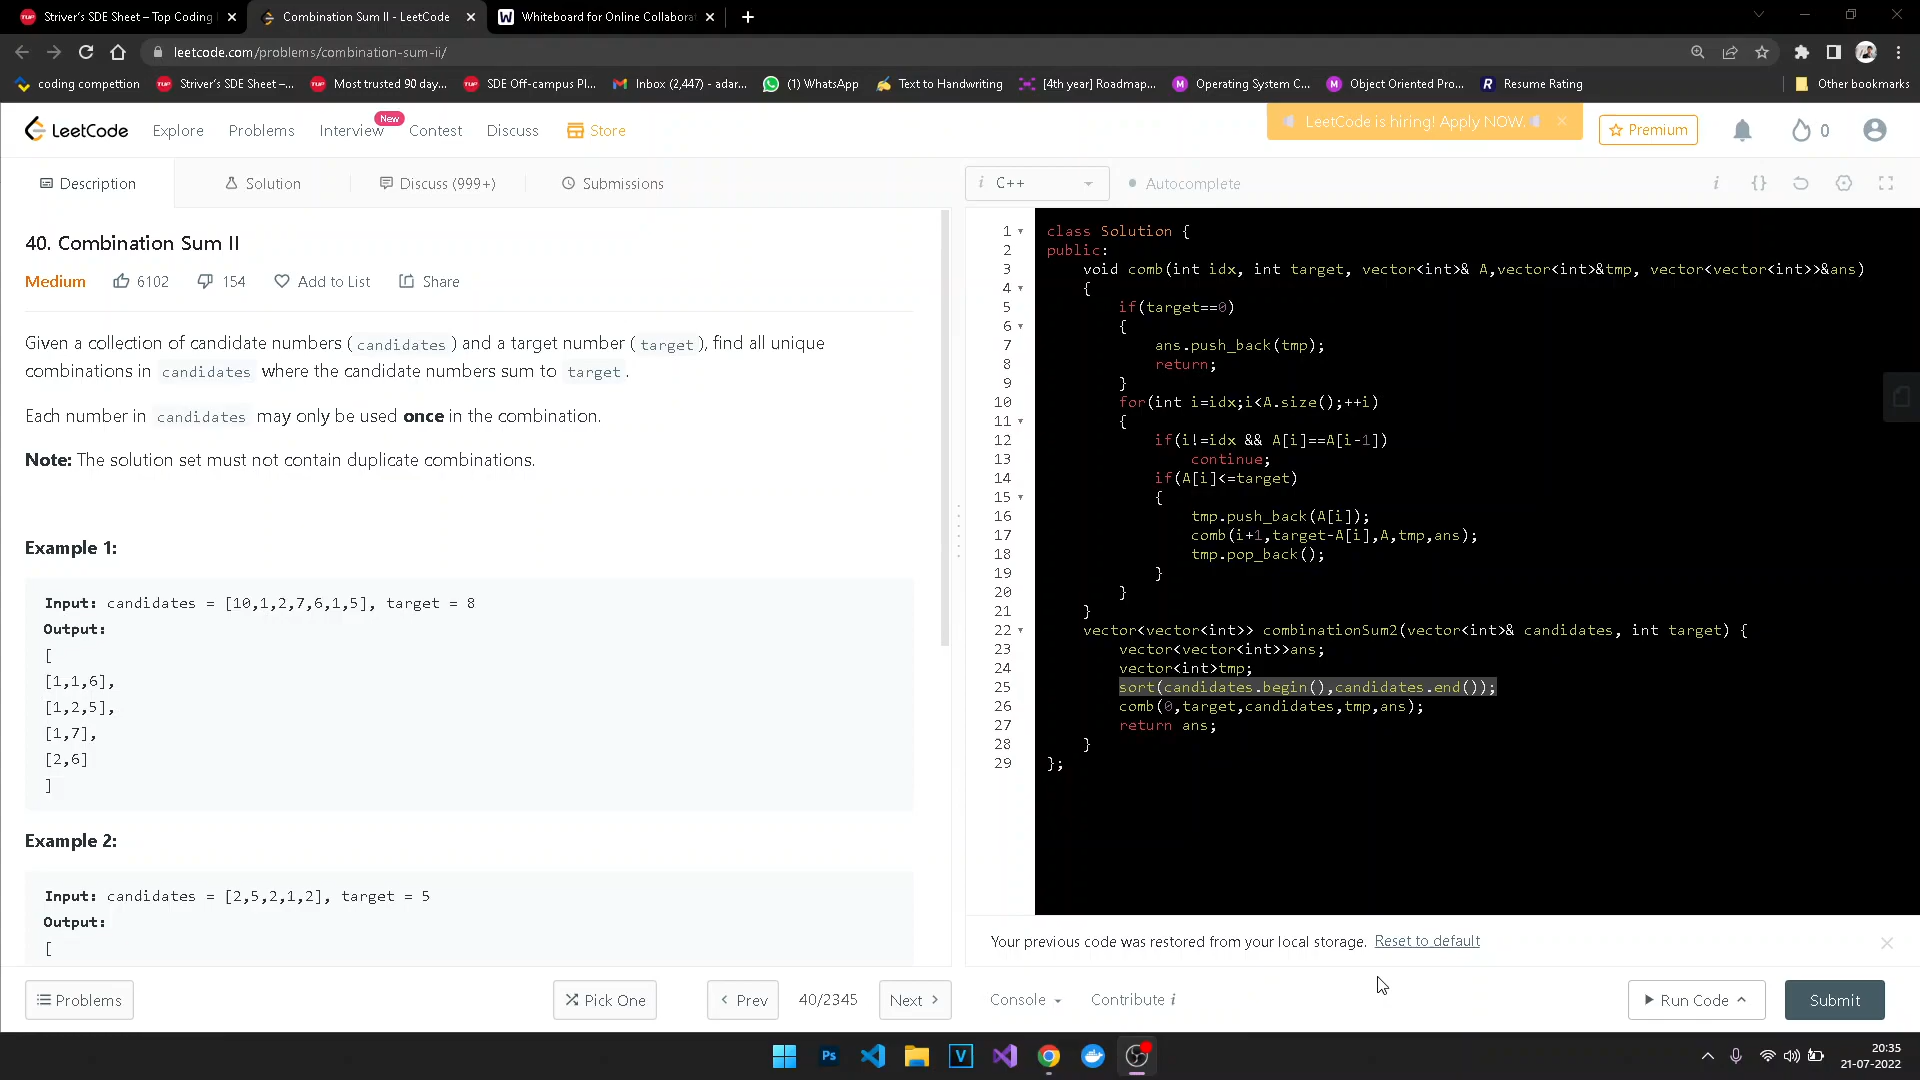 Striver's SDE Sheet – Top Coding
Combination Sum II - LeetCode
Whiteboard for Online Collabora
leetcode.com/problems/combination-sum-ii/
coding compettion
Striver's SDE Sheet –...
Most trusted 90 day...
SDE Off-campus Pl...
Inbox (2,447) - adar...
(1) WhatsApp
Text to Handwriting
[4th year] Roadmap...
Operating System C...
Object Oriented Pro...
Resume Rating
Other bookmarks
LeetCode
Explore
Problems
Interview
New
Contest
Discuss
Store
LeetCode is hiring! Apply NOW.
Premium
0
Description
Solution
Discuss (999+)
Submissions
i C++
Autocomplete
40. Combination Sum II
Medium
6102
154
Add to List
Share
Given a collection of candidate numbers ( candidates ) and a target number ( target ), find all unique
combinations in candidates where the candidate numbers sum to target .
Each number in candidates may only be used once in the combination.
Note: The solution set must not contain duplicate combinations.
Example 1:
Input: candidates = [10,1,2,7,6,1,5], target = 8
Output:
[
[1,1,6],
[1,2,5],
[1,7],
[2,6]
]
Example 2:
Input: candidates = [2,5,2,1,2], target = 5
Output:
[
1 class Solution {
2 public:
3 void comb(int idx, int target, vector<int>& A,vector<int>&tmp, vector<vector<int>>&ans)
4 {
5 if(target==0)
6 {
7 ans.push_back(tmp);
8 return;
9 }
10 for(int i=idx;i<A.size();++i)
11 {
12 if(i!=idx && A[i]==A[i-1])
13 continue;
14 if(A[i]<=target)
15 {
16 tmp.push_back(A[i]);
17 comb(i+1,target-A[i],A,tmp,ans);
18 tmp.pop_back();
19 }
20 }
21 }
22 vector<vector<int>> combinationSum2(vector<int>& candidates, int target) {
23 vector<vector<int>>ans;
24 vector<int>tmp;
25 sort(candidates.begin(),candidates.end());
26 comb(0,target,candidates,tmp,ans);
27 return ans;
28 }
29 };
Your previous code was restored from your local storage. Reset to default
Problems
Pick One
Prev
40/2345
Next
Console
Contribute i
Run Code
Submit
Ps
V
20:35
21-07-2022